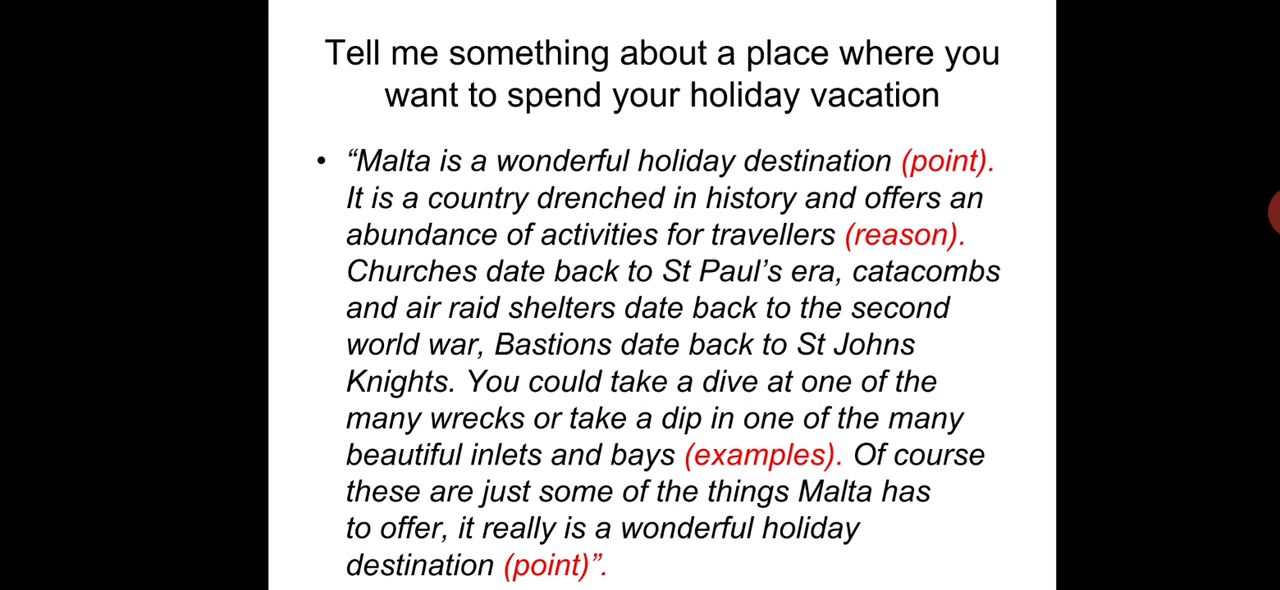 Tell me something about a place where you
want to spend your holiday vacation
• “Malta is a wonderful holiday destination (point).
It is a country drenched in history and offers an
abundance of activities for travellers (reason).
Churches date back to St Paul’s era, catacombs
and air raid shelters date back to the second
world war, Bastions date back to St Johns
Knights. You could take a dive at one of the
many wrecks or take a dip in one of the many
beautiful inlets and bays (examples). Of course
these are just some of the things Malta has
to offer, it really is a wonderful holiday
destination (point)”.